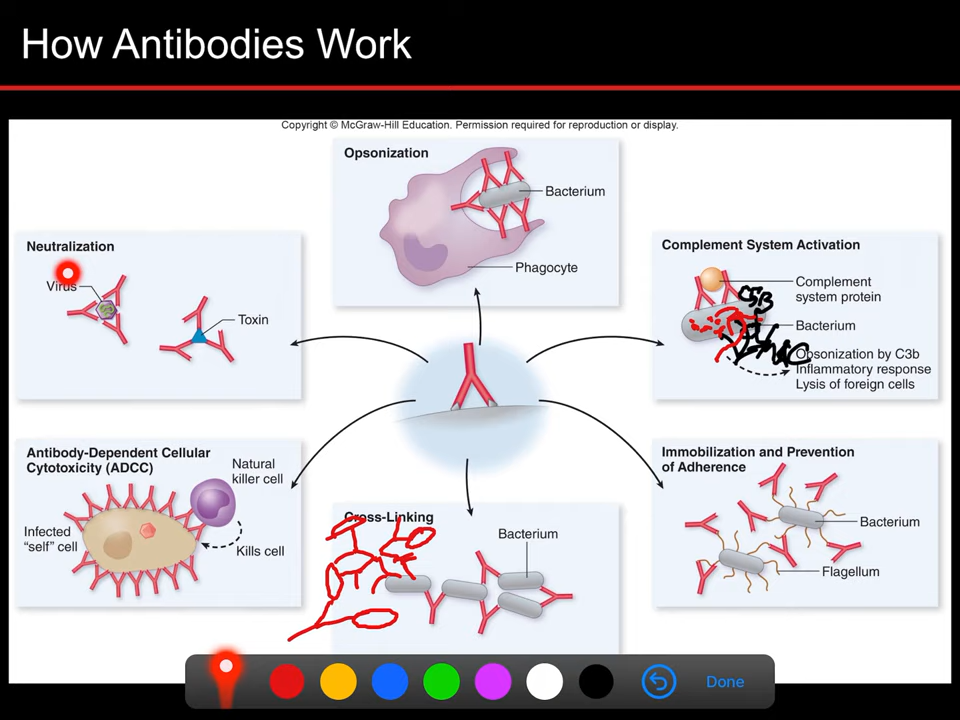 How Antibodies Work
Copyright © McGraw-Hill Education. Permission required for reproduction or display.
Opsonization
Bacterium
Phagocyte
Neutralization
Virus
Toxin
Complement System Activation
Complement
system protein
Bacterium
Opsonization by C3b
Inflammatory response
Lysis of foreign cells
C5B
MAC
Antibody-Dependent Cellular
Cytotoxicity (ADCC)
Natural
killer cell
Infected
“self” cell
Kills cell
Cross-Linking
Bacterium
Immobilization and Prevention
of Adherence
Bacterium
Flagellum
Done